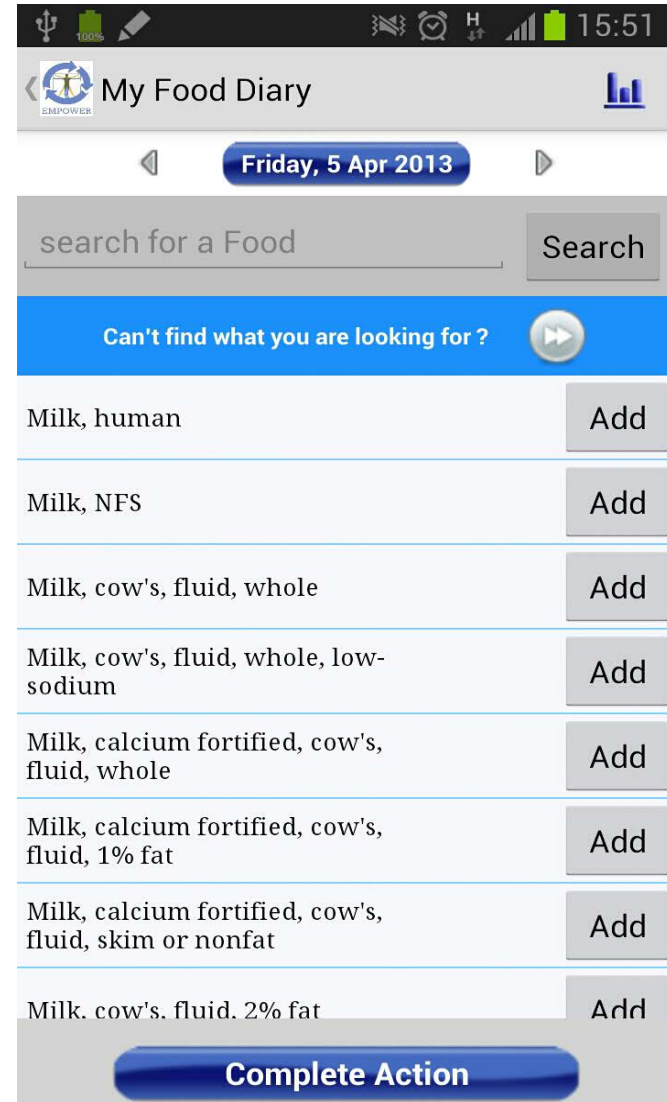 100%
H
15:51
EMPOWER
My Food Diary
Friday, 5 Apr 2013
search for a Food
Search
Can't find what you are looking for ?
Milk, human
Add
Milk, NFS
Add
Milk, cow's, fluid, whole
Add
Milk, cow's, fluid, whole, low-
sodium
Add
Milk, calcium fortified, cow's,
fluid, whole
Add
Milk, calcium fortified, cow's,
fluid, 1% fat
Add
Milk, calcium fortified, cow's,
fluid, skim or nonfat
Add
Milk, cow's, fluid, 2% fat
Add
Complete Action